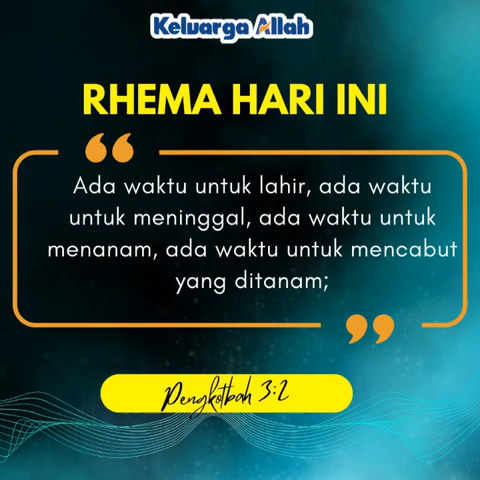 Keluarga Allah
RHEMA HARI INI
“
Ada waktu untuk lahir, ada waktu
untuk meninggal, ada waktu untuk
menanam, ada waktu untuk mencabut
yang ditanam;
”
Pengkotbah 3:2